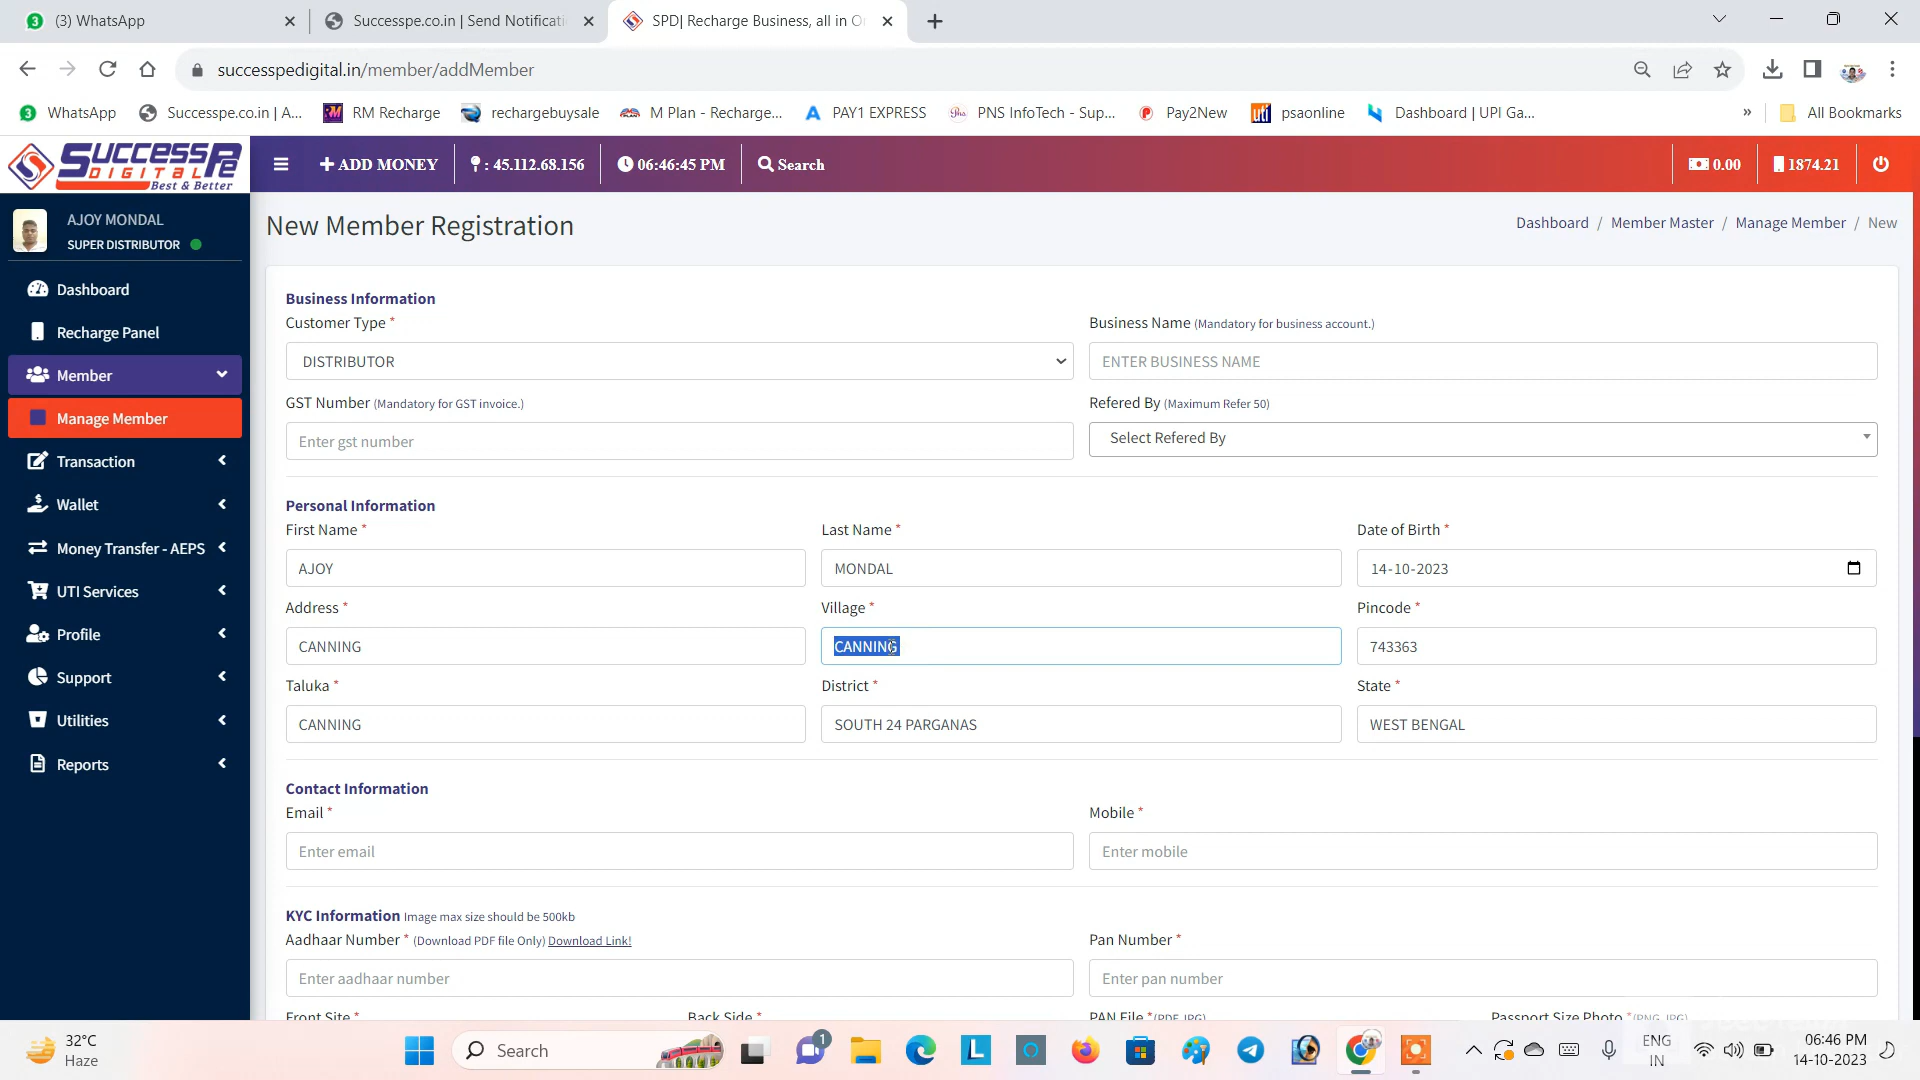 (3) WhatsApp
Successpe.co.in | Send Notificati
SPD| Recharge Business, all in O
successpedigital.in/member/addMember
WhatsApp
Successpe.co.in | A...
RM Recharge
rechargebuysale
M Plan - Recharge...
PAY1 EXPRESS
PNS InfoTech - Sup...
Pay2New
psaonline
Dashboard | UPI Ga...
»
All Bookmarks
SUCCESSPE
DIGITAL
Best & Better
ADD MONEY
: 45.112.68.156
06:46:45 PM
Search
0.00
1874.21
AJOY MONDAL
SUPER DISTRIBUTOR
Dashboard
Recharge Panel
Member
Manage Member
Transaction
Wallet
Money Transfer - AEPS
UTI Services
Profile
Support
Utilities
Reports
New Member Registration
Dashboard / Member Master / Manage Member / New
Business Information
Customer Type *
Business Name (Mandatory for business account.)
DISTRIBUTOR
ENTER BUSINESS NAME
GST Number (Mandatory for GST invoice.)
Refered By (Maximum Refer 50)
Enter gst number
Select Refered By
Personal Information
First Name *
Last Name *
Date of Birth *
AJOY
MONDAL
14-10-2023
Address *
Village *
Pincode *
CANNING
CANNING
743363
Taluka *
District *
State *
CANNING
SOUTH 24 PARGANAS
WEST BENGAL
Contact Information
Email *
Mobile *
Enter email
Enter mobile
KYC Information Image max size should be 500kb
Aadhaar Number * (Download PDF file Only) Download Link!
Pan Number *
Enter aadhaar number
Enter pan number
Front Site *
Back Side *
PAN File *(PDF,JPG)
Passport Size Photo *(PNG, JPG)
32°C
Haze
Search
1
ENG
IN
06:46 PM
14-10-2023